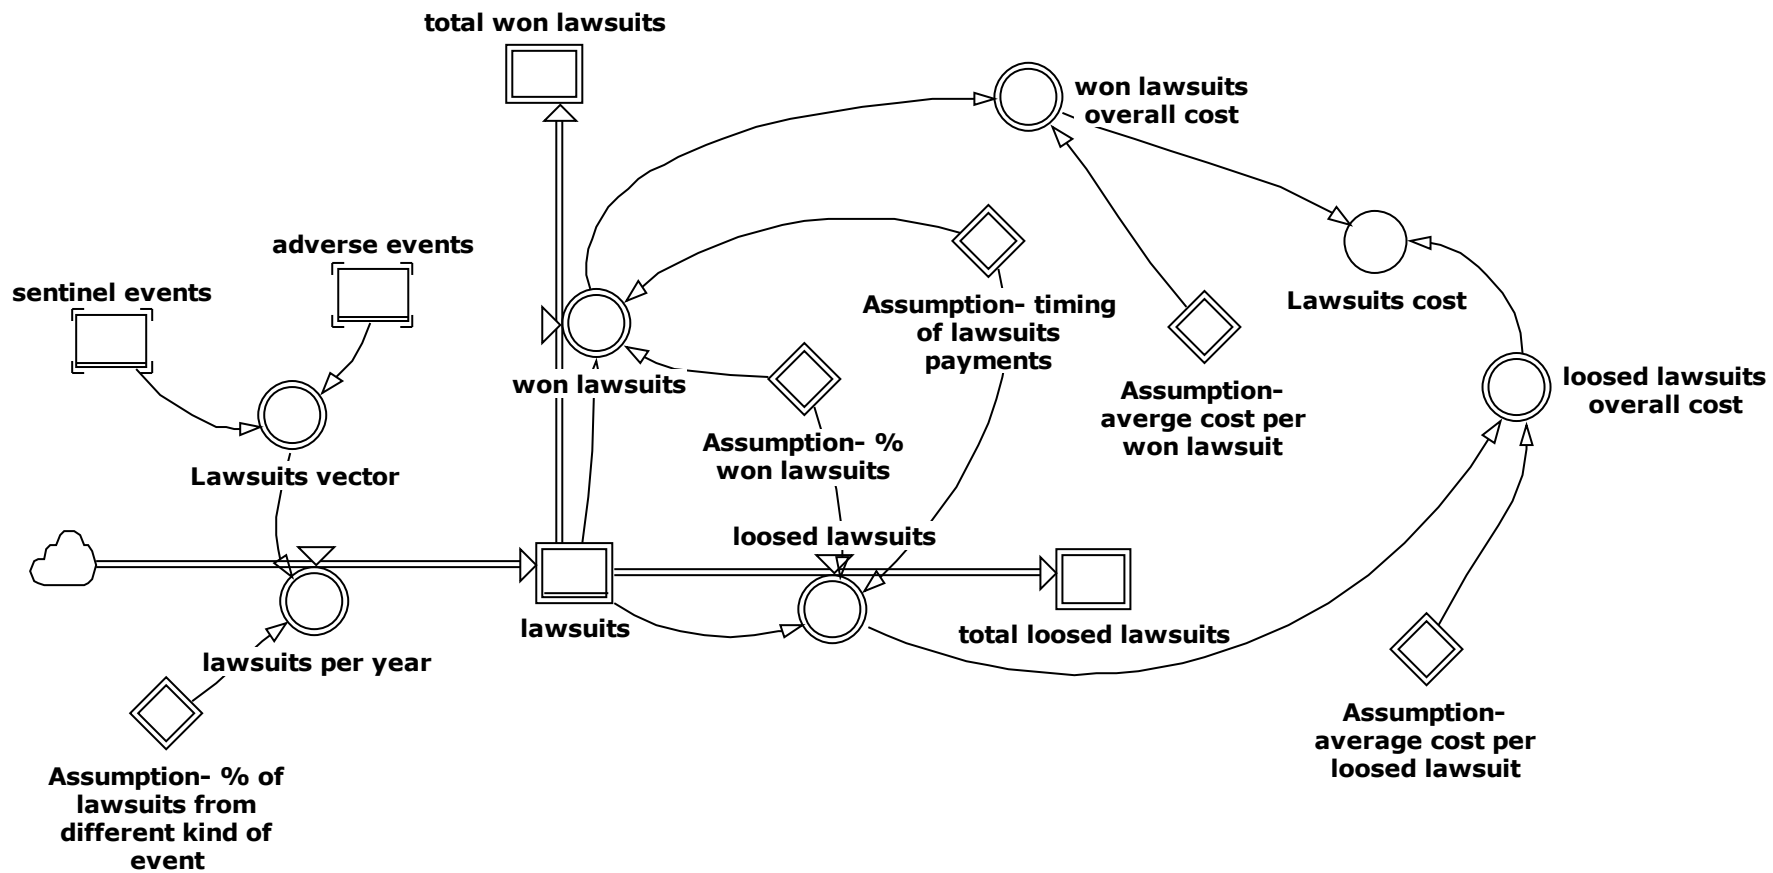 total won lawsuits
won lawsuits
overall cost
adverse events
sentinel events
Assumption- timing
of lawsuits
payments
Lawsuits cost
won lawsuits
Assumption-
averge cost per
won lawsuit
loosed lawsuits
overall cost
Assumption- %
won lawsuits
Lawsuits vector
loosed lawsuits
lawsuits
total loosed lawsuits
lawsuits per year
Assumption-
average cost per
loosed lawsuit
Assumption- % of
lawsuits from
different kind of
event